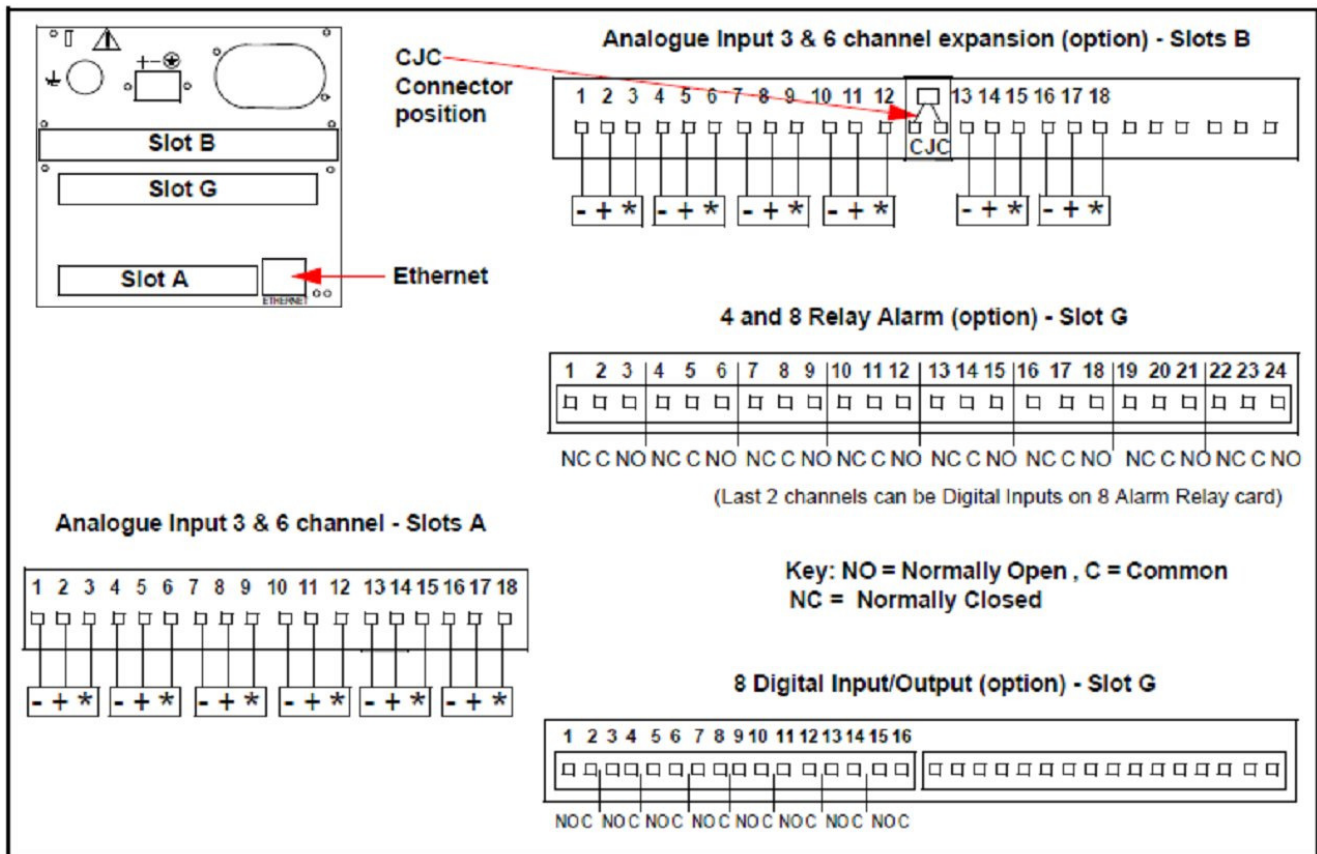 Slot B
Slot G
Slot A
ETHERNET
Ethernet
CJC
Connector
position
Analogue Input 3 & 6 channel expansion (option) - Slots B
1 2 3 4 5 6 7 8 9 10 11 12 13 14 15 16 17 18
CJC
- + * - + * - + * - + * - + * - + *
4 and 8 Relay Alarm (option) - Slot G
1 2 3 4 5 6 7 8 9 10 11 12 13 14 15 16 17 18 19 20 21 22 23 24
NC C NO NC C NO NC C NO NC C NO NC C NO NC C NO NC C NO NC C NO
(Last 2 channels can be Digital Inputs on 8 Alarm Relay card)
Analogue Input 3 & 6 channel - Slots A
1 2 3 4 5 6 7 8 9 10 11 12 13 14 15 16 17 18
- + * - + * - + * - + * - + * - + *
Key: NO = Normally Open , C = Common
NC = Normally Closed
8 Digital Input/Output (option) - Slot G
1 2 3 4 5 6 7 8 9 10 11 12 13 14 15 16
NO C NO C NO C NO C NO C NO C NO C NO C